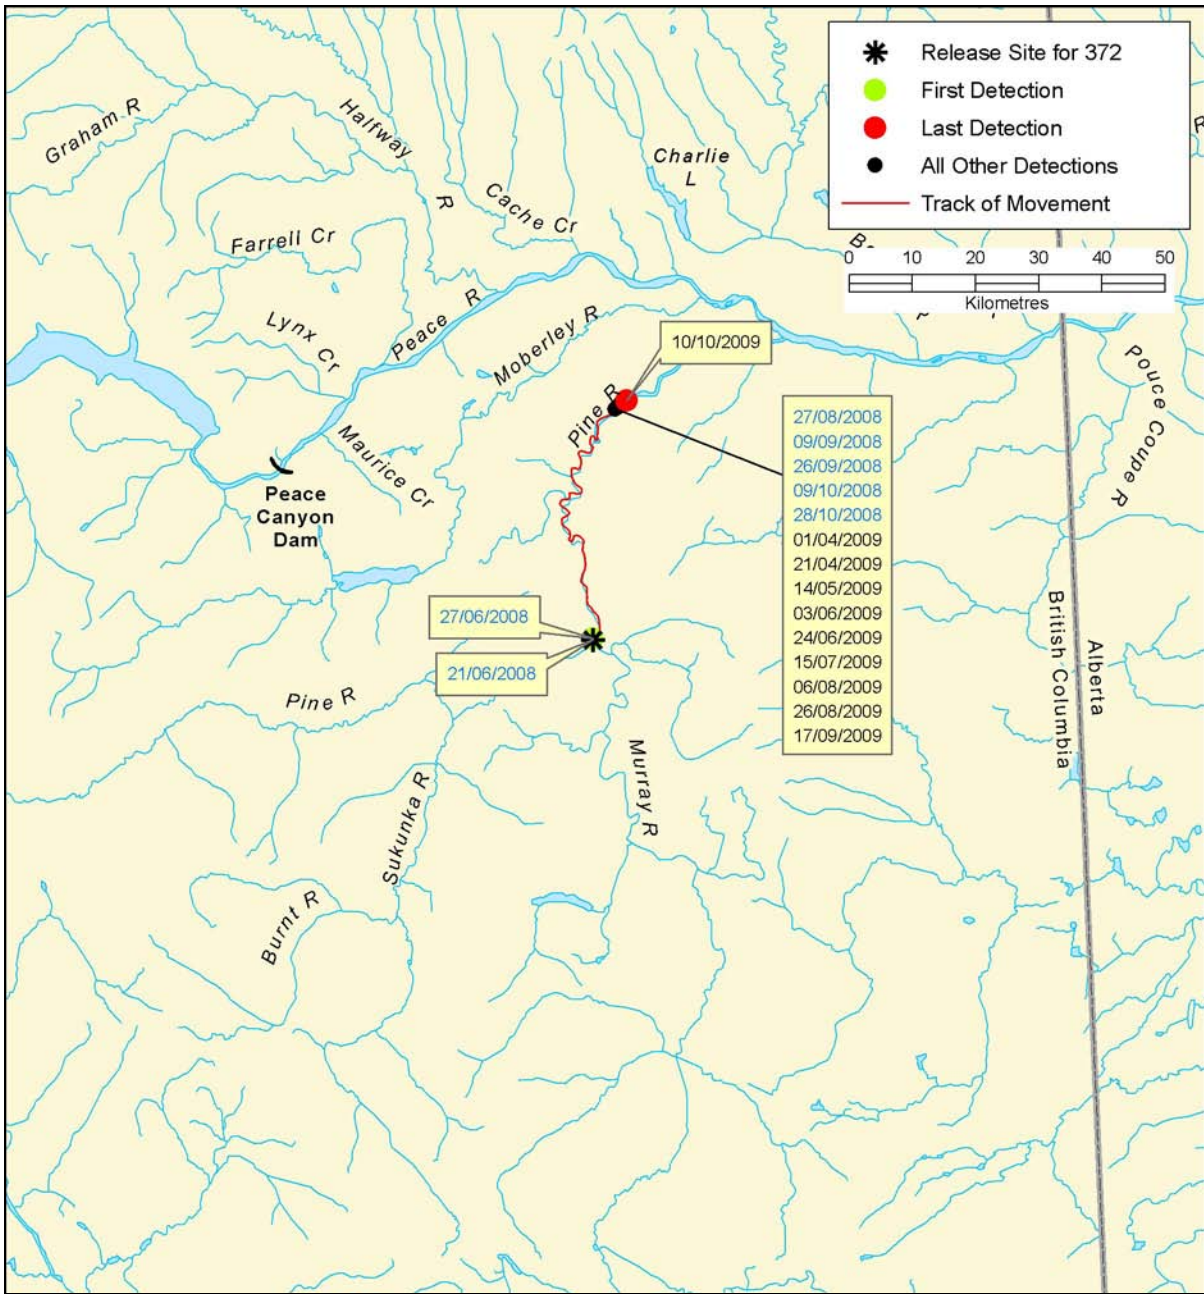 Release Site for 372
First Detection
Last Detection
All Other Detections
Track of Movement
0 10 20 30 40 50
Kilometres
Graham R
Halfway R
Charlie L
Cache Cr
Farrell Cr
Lynx Cr
Peace R
Moberley R
10/10/2009
Pine R
Maurice Cr
Pouce Coupe R
Peace
Canyon
Dam
27/08/2008
09/09/2008
26/09/2008
09/10/2008
28/10/2008
01/04/2009
21/04/2009
14/05/2009
03/06/2009
24/06/2009
15/07/2009
06/08/2009
26/08/2009
17/09/2009
27/06/2008
21/06/2008
British Columbia
Alberta
Pine R
Murray R
Sukunka R
Burnt R
R